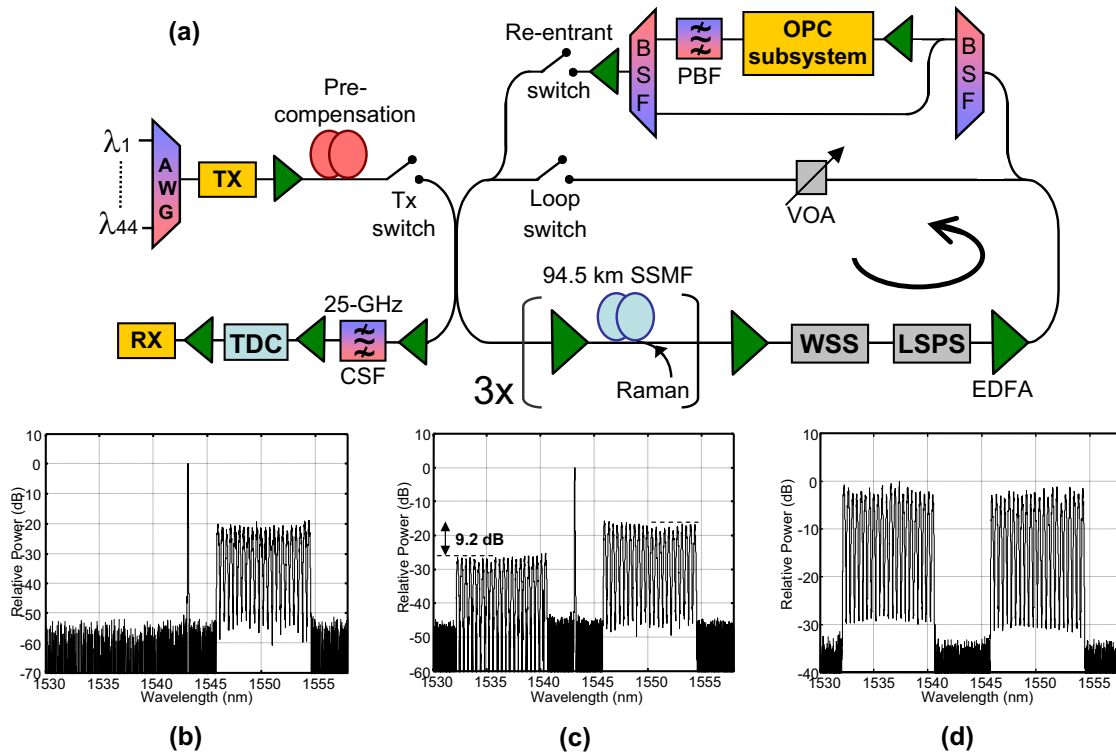 (a)
Re-entrant
switch
B
S
F
PBF
OPC
subsystem
B
S
F
Pre-
compensation
λ1
λ44
A
W
G
TX
Tx
switch
Loop
switch
VOA
94.5 km SSMF
25-GHz
RX
TDC
CSF
3x
Raman
WSS
LSPS
EDFA
10
0
-10
-20
-30
-40
-50
-60
-70
Relative Power (dB)
1530
1535
1540
1545
1550
1555
Wavelength (nm)
(b)
10
0
-10
-20
-30
-40
-50
-60
Relative Power (dB)
9.2 dB
1530
1535
1540
1545
1550
1555
Wavelength (nm)
(c)
10
0
-10
-20
-30
-40
Relative Power (dB)
1530
1535
1540
1545
1550
1555
Wavelength (nm)
(d)